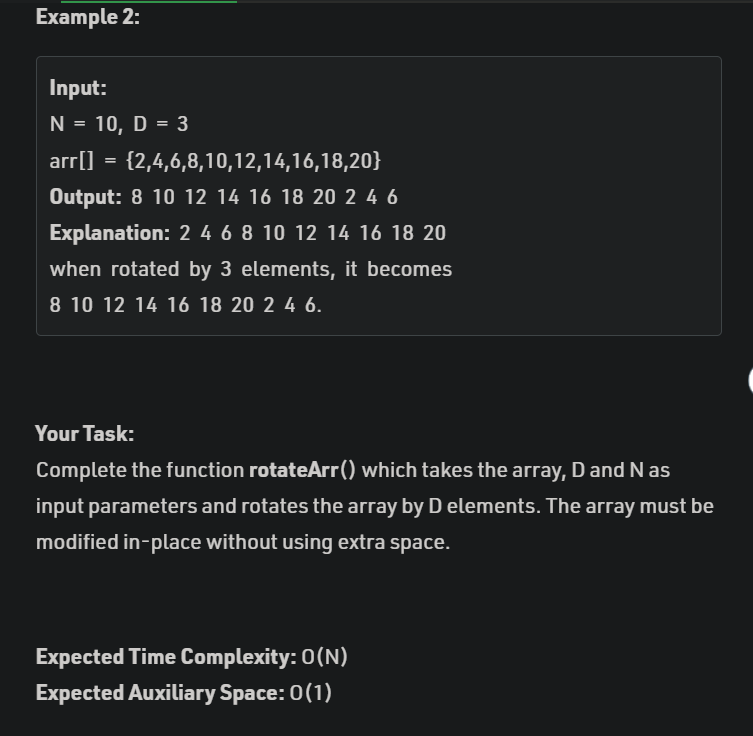 Example 2:
Input:
N = 10, D = 3
arr[] = {2,4,6,8,10,12,14,16,18,20}
Output: 8 10 12 14 16 18 20 2 4 6
Explanation: 2 4 6 8 10 12 14 16 18 20
when rotated by 3 elements, it becomes
8 10 12 14 16 18 20 2 4 6.
Your Task:
Complete the function rotateArr() which takes the array, D and N as
input parameters and rotates the array by D elements. The array must be
modified in-place without using extra space.
Expected Time Complexity: O(N)
Expected Auxiliary Space: O(1)